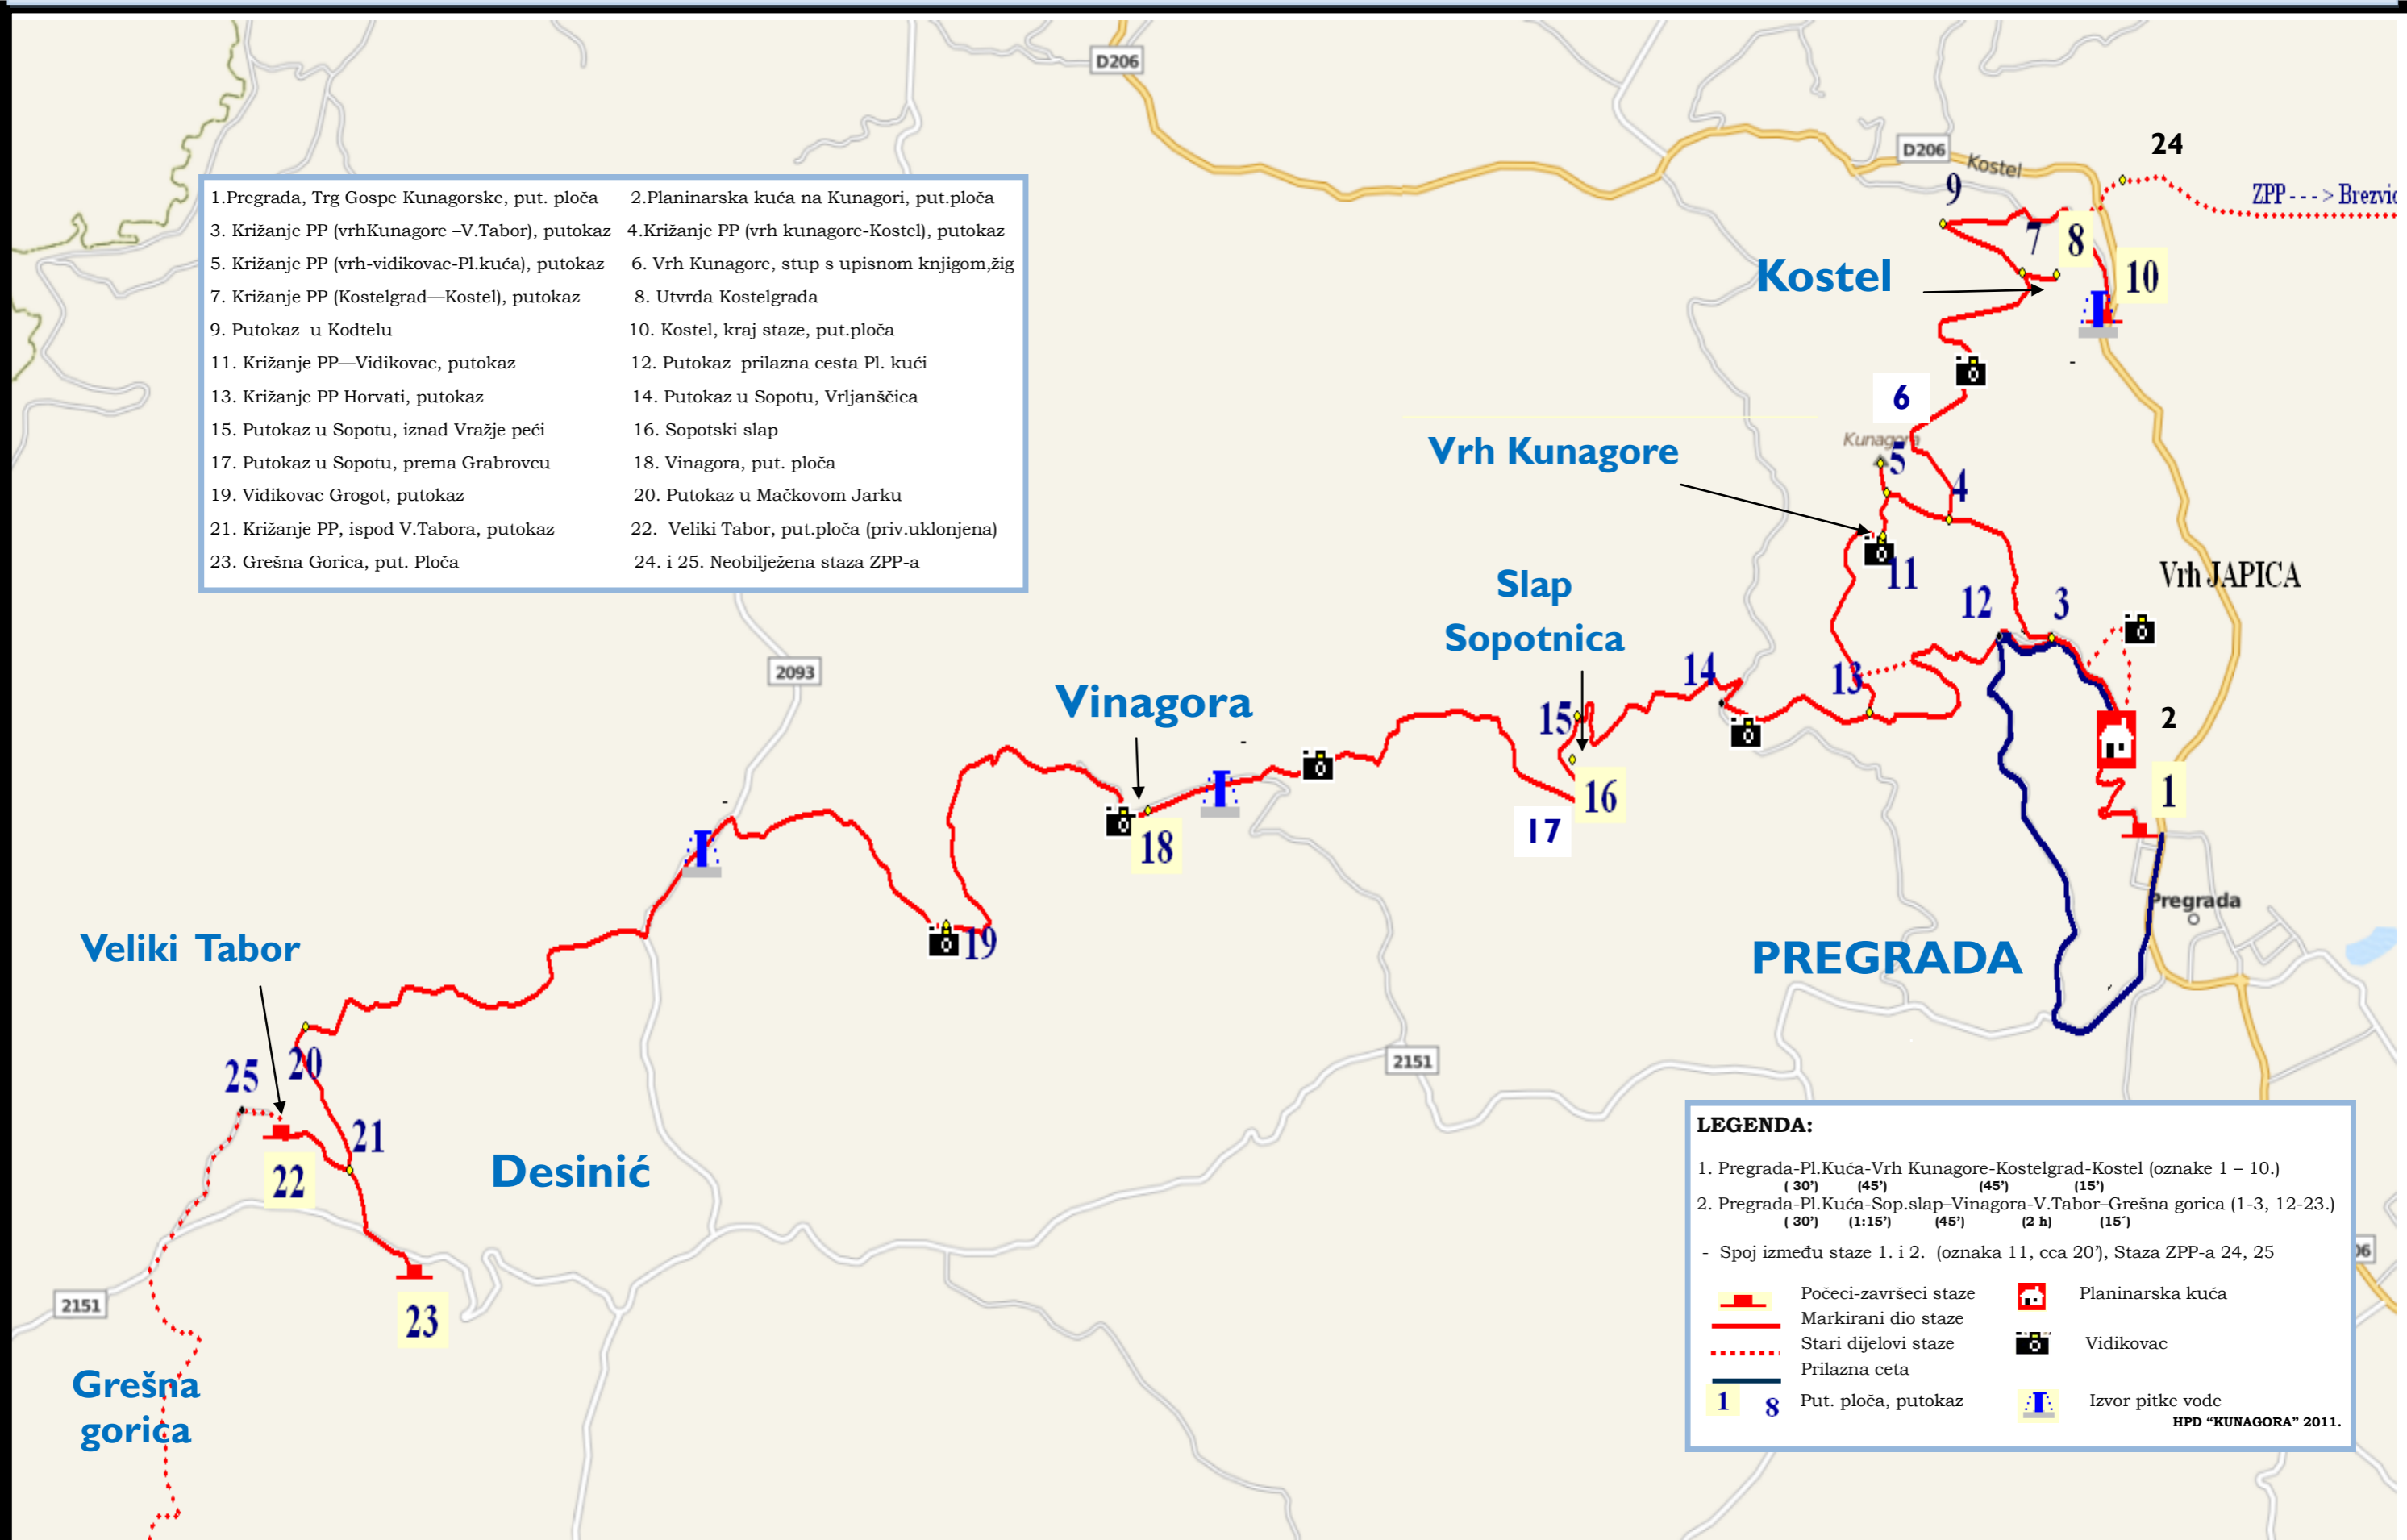 D206
D206
Kostel
24
9
ZPP - - - > Brezvic
1.Pregrada, Trg Gospe Kunagorske, put. ploča 2.Planinarska kuća na Kunagori, put.ploča
3. Križanje PP (vrhKunagore –V.Tabor), putokaz 4.Križanje PP (vrh kunagore-Kostel), putokaz
5. Križanje PP (vrh-vidikovac-Pl.kuća), putokaz 6. Vrh Kunagore, stup s upisnom knjigom,žig
7. Križanje PP (Kostelgrad—Kostel), putokaz 8. Utvrda Kostelgrada
9. Putokaz u Kodtelu 10. Kostel, kraj staze, put.ploča
11. Križanje PP—Vidikovac, putokaz 12. Putokaz prilazna cesta Pl. kući
13. Križanje PP Horvati, putokaz 14. Putokaz u Sopotu, Vrljanščica
15. Putokaz u Sopotu, iznad Vražje peći 16. Sopotski slap
17. Putokaz u Sopotu, prema Grabrovcu 18. Vinagora, put. ploča
19. Vidikovac Grogot, putokaz 20. Putokaz u Mačkovom Jarku
21. Križanje PP, ispod V.Tabora, putokaz 22. Veliki Tabor, put.ploča (priv.uklonjena)
23. Grešna Gorica, put. Ploča 24. i 25. Neobilježena staza ZPP-a
7
8
Kostel
10
6
Kunagora
Vrh Kunagore
5
4
11
Vrh JAPICA
Slap
Sopotnica
12
3
2093
14
13
Vinagora
15
2
16
1
17
18
Pregrada
19
Veliki Tabor
PREGRADA
20
25
2151
21
22
Desinić
2151
23
Grešna
gorica
06
LEGENDA:
1. Pregrada-Pl.Kuća-Vrh Kunagore-Kostelgrad-Kostel (oznake 1 – 10.)
( 30’) (45’) (45’) (15’)
2. Pregrada-Pl.Kuća-Sop.slap–Vinagora-V.Tabor–Grešna gorica (1-3, 12-23.)
( 30’) (1:15’) (45’) (2 h) (15´)
- Spoj između staze 1. i 2. (oznaka 11, cca 20’), Staza ZPP-a 24, 25
Počeci-završeci staze Planinarska kuća
Markirani dio staze
Stari dijelovi staze Vidikovac
Prilazna ceta
1 8 Put. ploča, putokaz Izvor pitke vode
HPD “KUNAGORA” 2011.